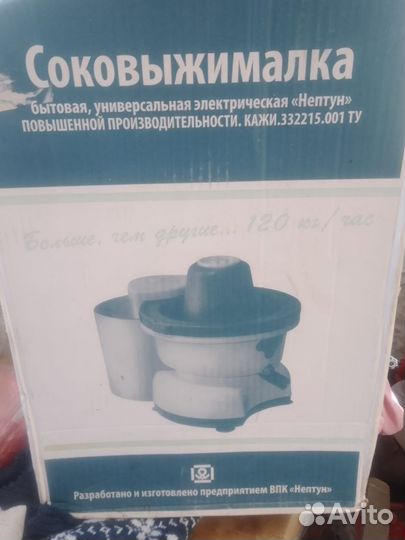 Соковыжималка
бытовая, универсальная электрическая «Нептун»
ПОВЫШЕННОЙ ПРОИЗВОДИТЕЛЬНОСТИ. КАЖИ.332215.001 ТУ
Больше, чем другие... 120 кг/час
Разработано и изготовлено предприятием ВПК «Нептун»
Avito